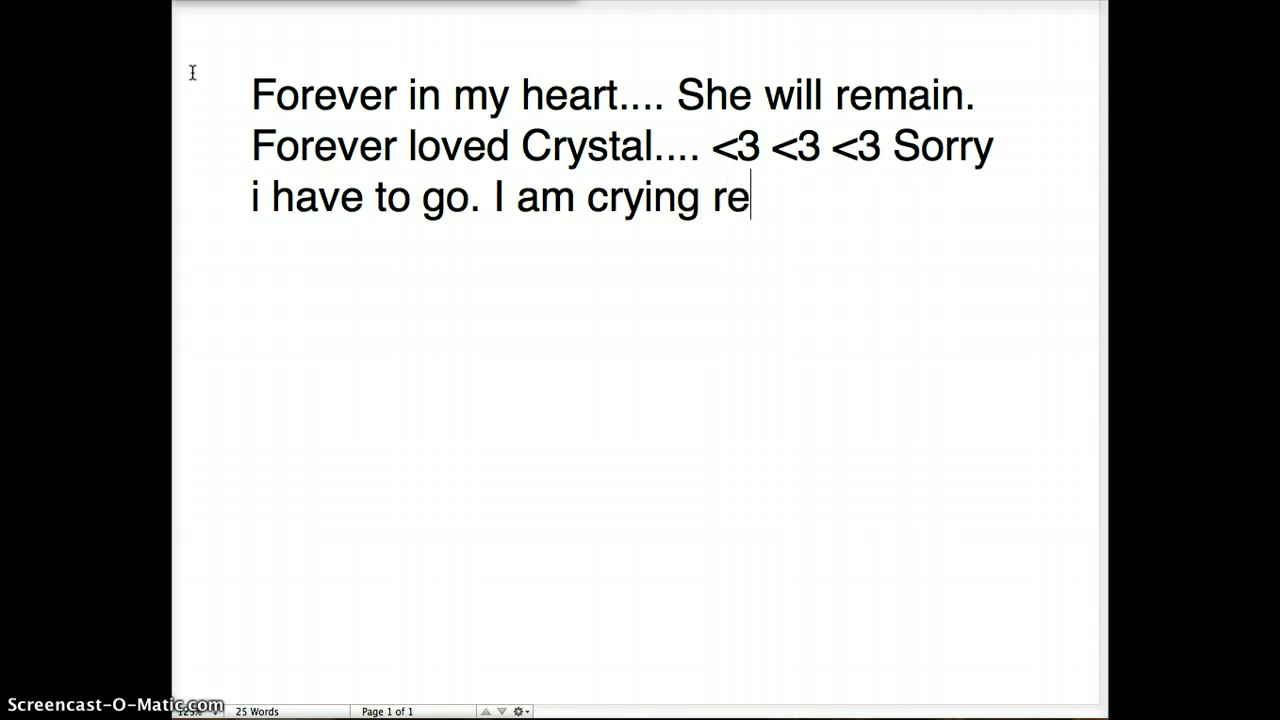 Forever in my heart.... She will remain.
Forever loved Crystal.... <3 <3 <3 Sorry
i have to go. I am crying re
Screencast-O-Matic.com
25 Words
Page 1 of 1